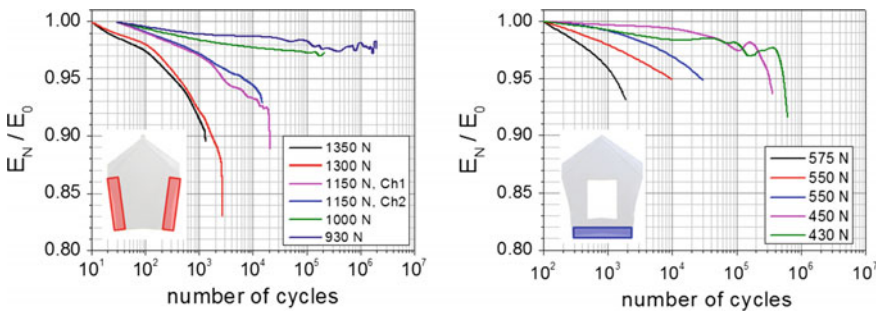 1.00
0.95
0.90
0.85
0.80
E_N / E_0
10^1 10^2 10^3 10^4 10^5 10^6 10^7
number of cycles
1350 N
1300 N
1150 N, Ch1
1150 N, Ch2
1000 N
930 N
1.00
0.95
0.90
0.85
0.80
E_N / E_0
10^2 10^3 10^4 10^5 10^6 10^7
number of cycles
575 N
550 N
550 N
450 N
430 N